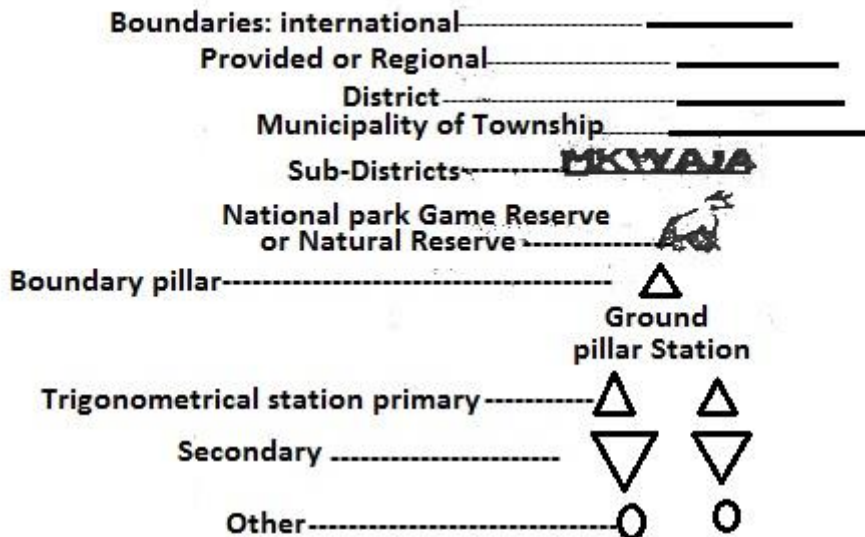 Boundaries: international
Provided or Regional
District
Municipality of Township
Sub-Districts MKWAJA
National park Game Reserve
or Natural Reserve
Boundary pillar
Ground
pillar Station
Trigonometrical station primary
Secondary
Other